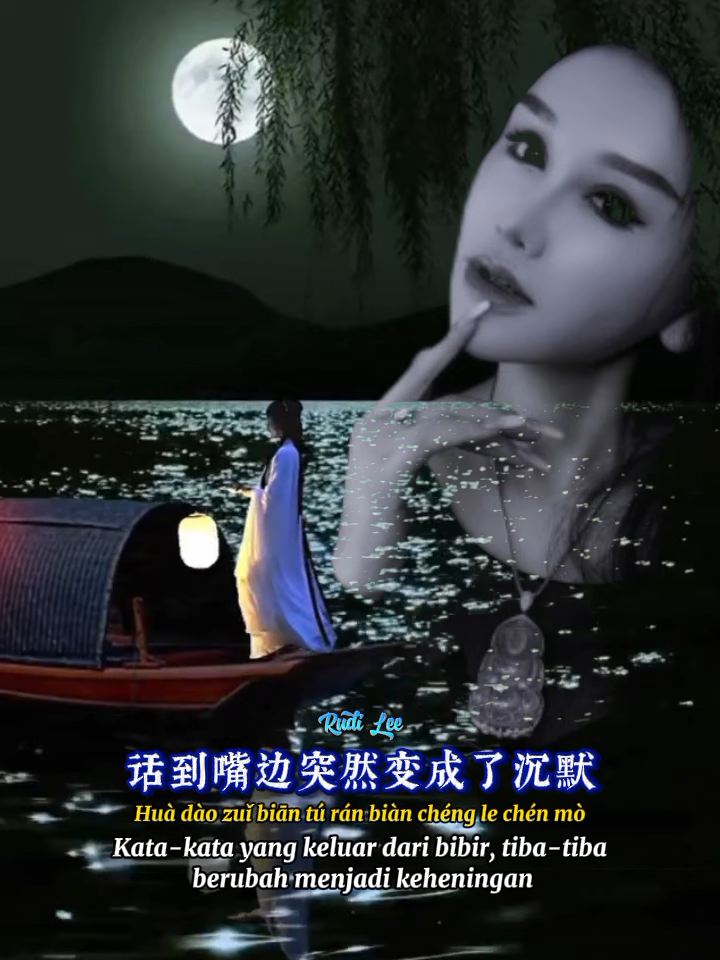 Rudi Lee
话到嘴边突然变成了沉默
Huà dào zuǐ biān tú rán biàn chéng le chén mò
Kata-kata yang keluar dari bibir, tiba-tiba
berubah menjadi keheningan